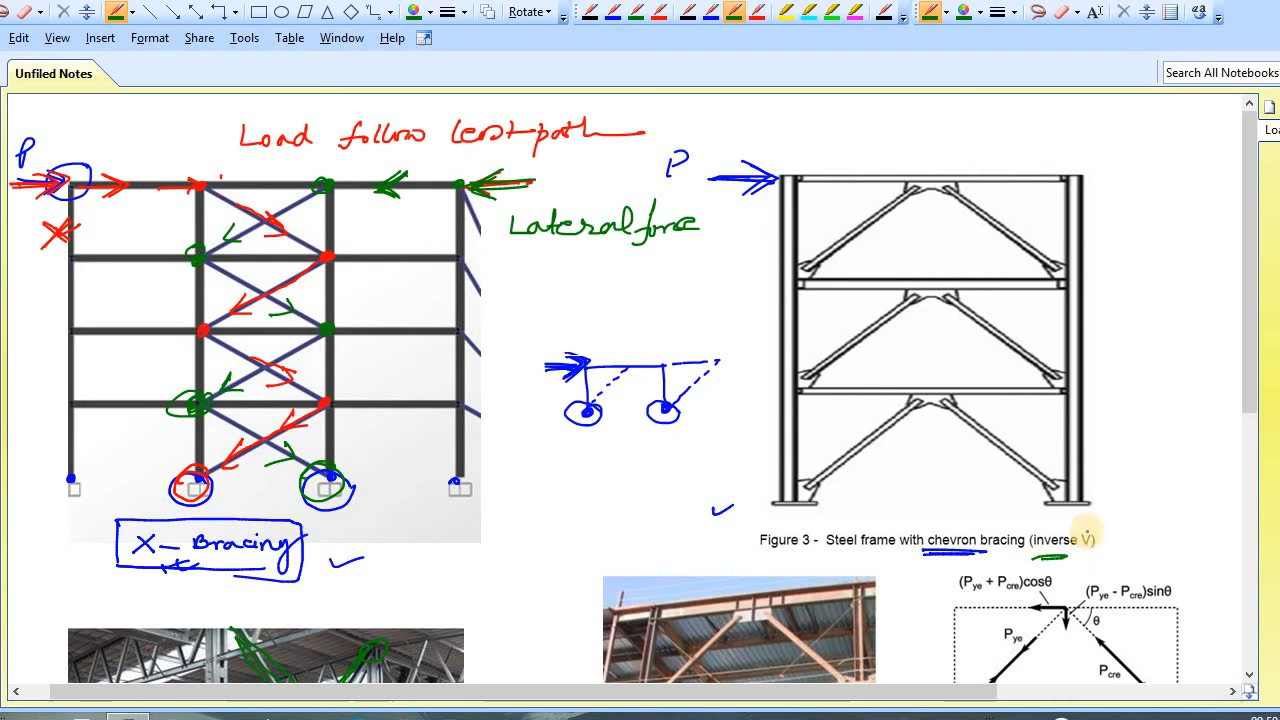 Rotate
Edit View Insert Format Share Tools Table Window Help
Unfiled Notes
Search All Notebooks
Load follow least path
P
P
Lateral force
X- Bracing
Figure 3 - Steel frame with chevron bracing (inverse V)
(Pye + Pcre)cosθ
(Pye - Pcre)sinθ
θ
Pye
Pcre